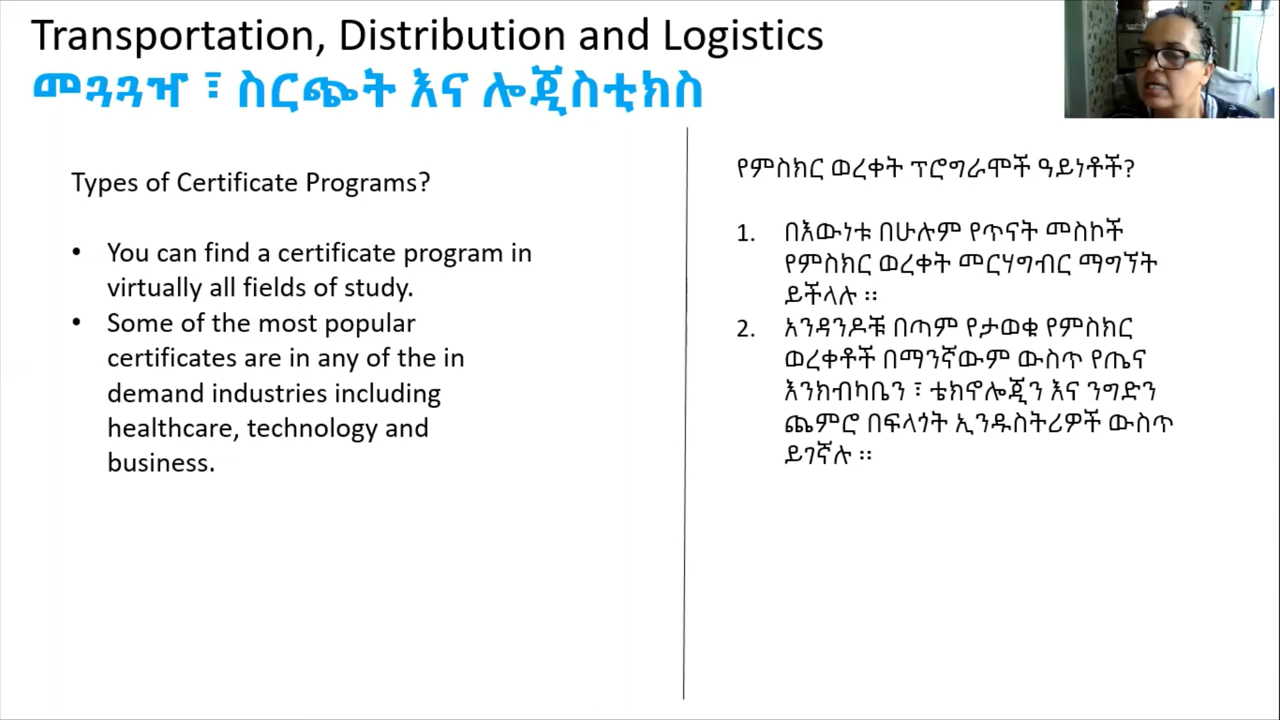 Transportation, Distribution and Logistics
መጓጓዣ ፣ ስርጭት እና ሎጂስቲክስ
Types of Certificate Programs?
• You can find a certificate program in
virtually all fields of study.
• Some of the most popular
certificates are in any of the in
demand industries including
healthcare, technology and
business.
የምስክር ወረቀት ፕሮግራሞች ዓይነቶች?
1. በእውነቱ በሁሉም የጥናት መስኮች
የምስክር ወረቀት መርሃግብር ማግኘት
ይችላሉ ፡፡
2. አንዳንዶቹ በጣም የታወቁ የምስክር
ወረቀቶች በማንኛውም ውስጥ የጤና
እንክብካቤን ፣ ቴክኖሎጂን እና ንግድን
ጨምሮ በፍላጎት ኢንዱስትሪዎች ውስጥ
ይገኛሉ ፡፡